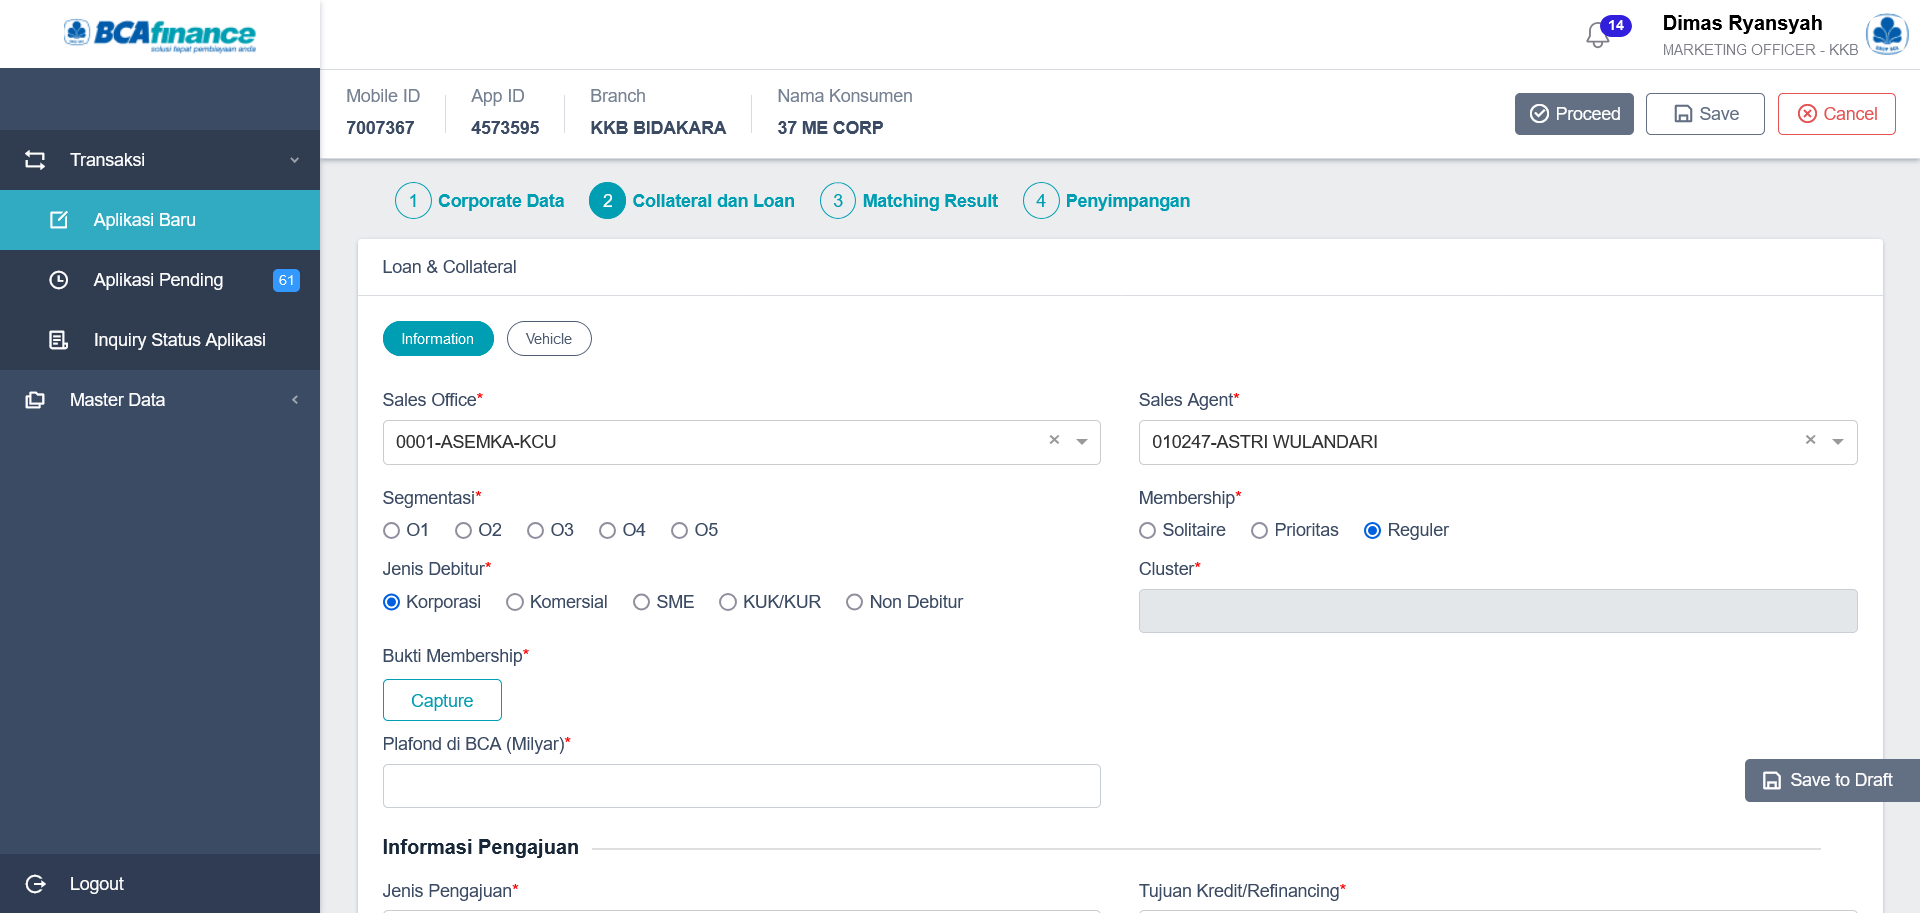 BCAfinance
solusi tepat pembiayaan anda
14
Dimas Ryansyah
MARKETING OFFICER - KKB
Mobile ID
7007367
App ID
4573595
Branch
KKB BIDAKARA
Nama Konsumen
37 ME CORP
Proceed
Save
Cancel
Transaksi
Aplikasi Baru
Aplikasi Pending
61
Inquiry Status Aplikasi
Master Data
Logout
1 Corporate Data
2 Collateral dan Loan
3 Matching Result
4 Penyimpangan
Loan & Collateral
Information
Vehicle
Sales Office*
0001-ASEMKA-KCU
Sales Agent*
010247-ASTRI WULANDARI
Segmentasi*
O1 O2 O3 O4 O5
Membership*
Solitaire Prioritas Reguler
Jenis Debitur*
Korporasi Komersial SME KUK/KUR Non Debitur
Cluster*
Bukti Membership*
Capture
Plafond di BCA (Milyar)*
Save to Draft
Informasi Pengajuan
Jenis Pengajuan*
Tujuan Kredit/Refinancing*